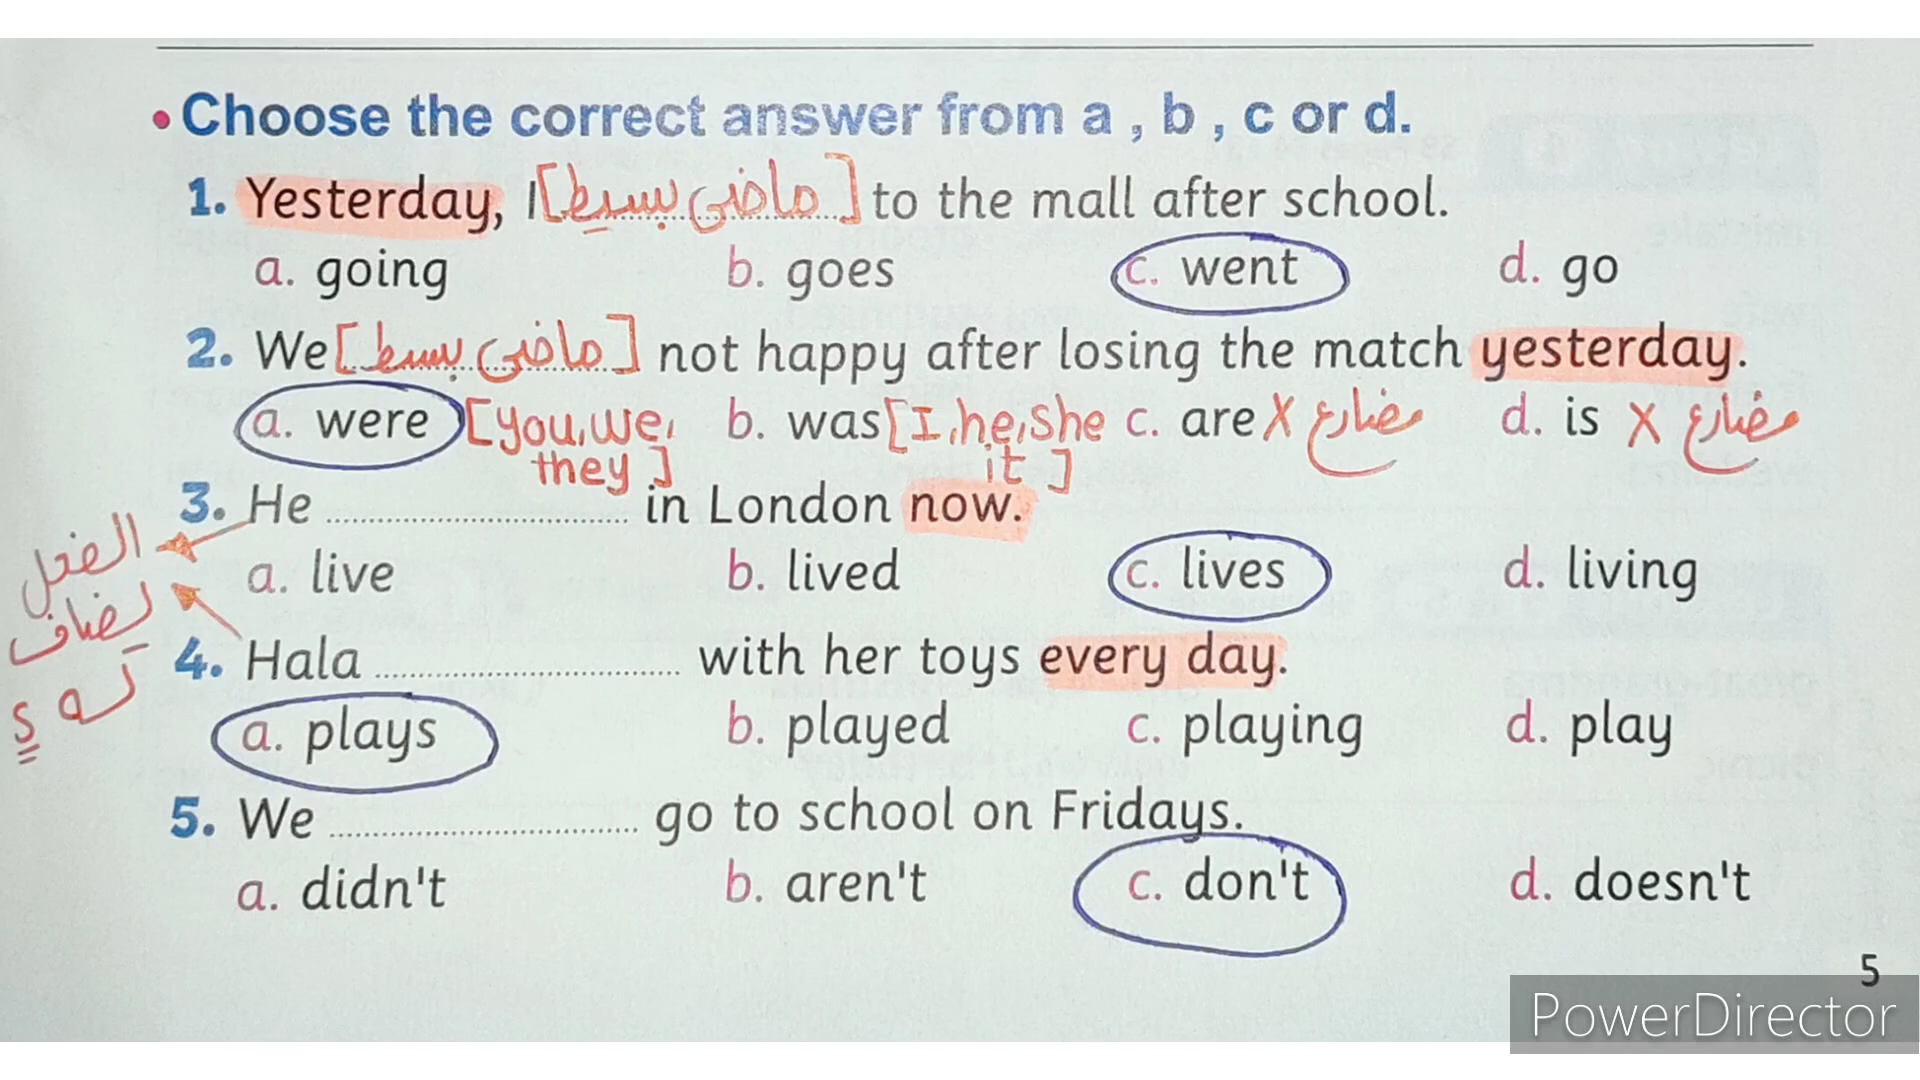 • Choose the correct answer from a , b , c or d.
1. Yesterday, I [ماضى بسيط] to the mall after school.
a. going b. goes c. went d. go
2. We [ماضى بسيط] not happy after losing the match yesterday.
a. were [you, we, they] b. was [I, he, she it] c. are X مضارع d. is X مضارع
3. He .............................. in London now.
الفعل يضاف له s
a. live b. lived c. lives d. living
4. Hala .............................. with her toys every day.
a. plays b. played c. playing d. play
5. We .............................. go to school on Fridays.
a. didn't b. aren't c. don't d. doesn't
5
PowerDirector